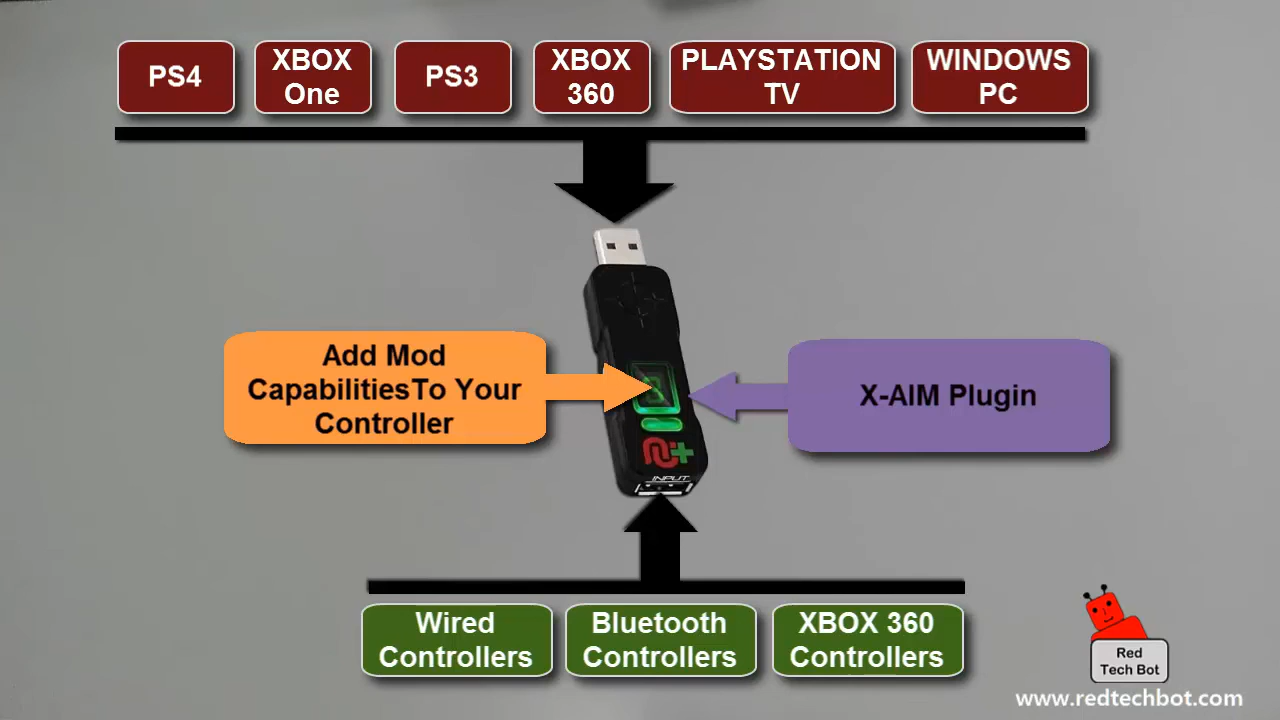 PS4
XBOX
One
PS3
XBOX
360
PLAYSTATION
TV
WINDOWS
PC
Add Mod
CapabilitiesTo Your
Controller
X-AIM Plugin
INPUT
Wired
Controllers
Bluetooth
Controllers
XBOX 360
Controllers
Red
Tech Bot
www.redtechbot.com